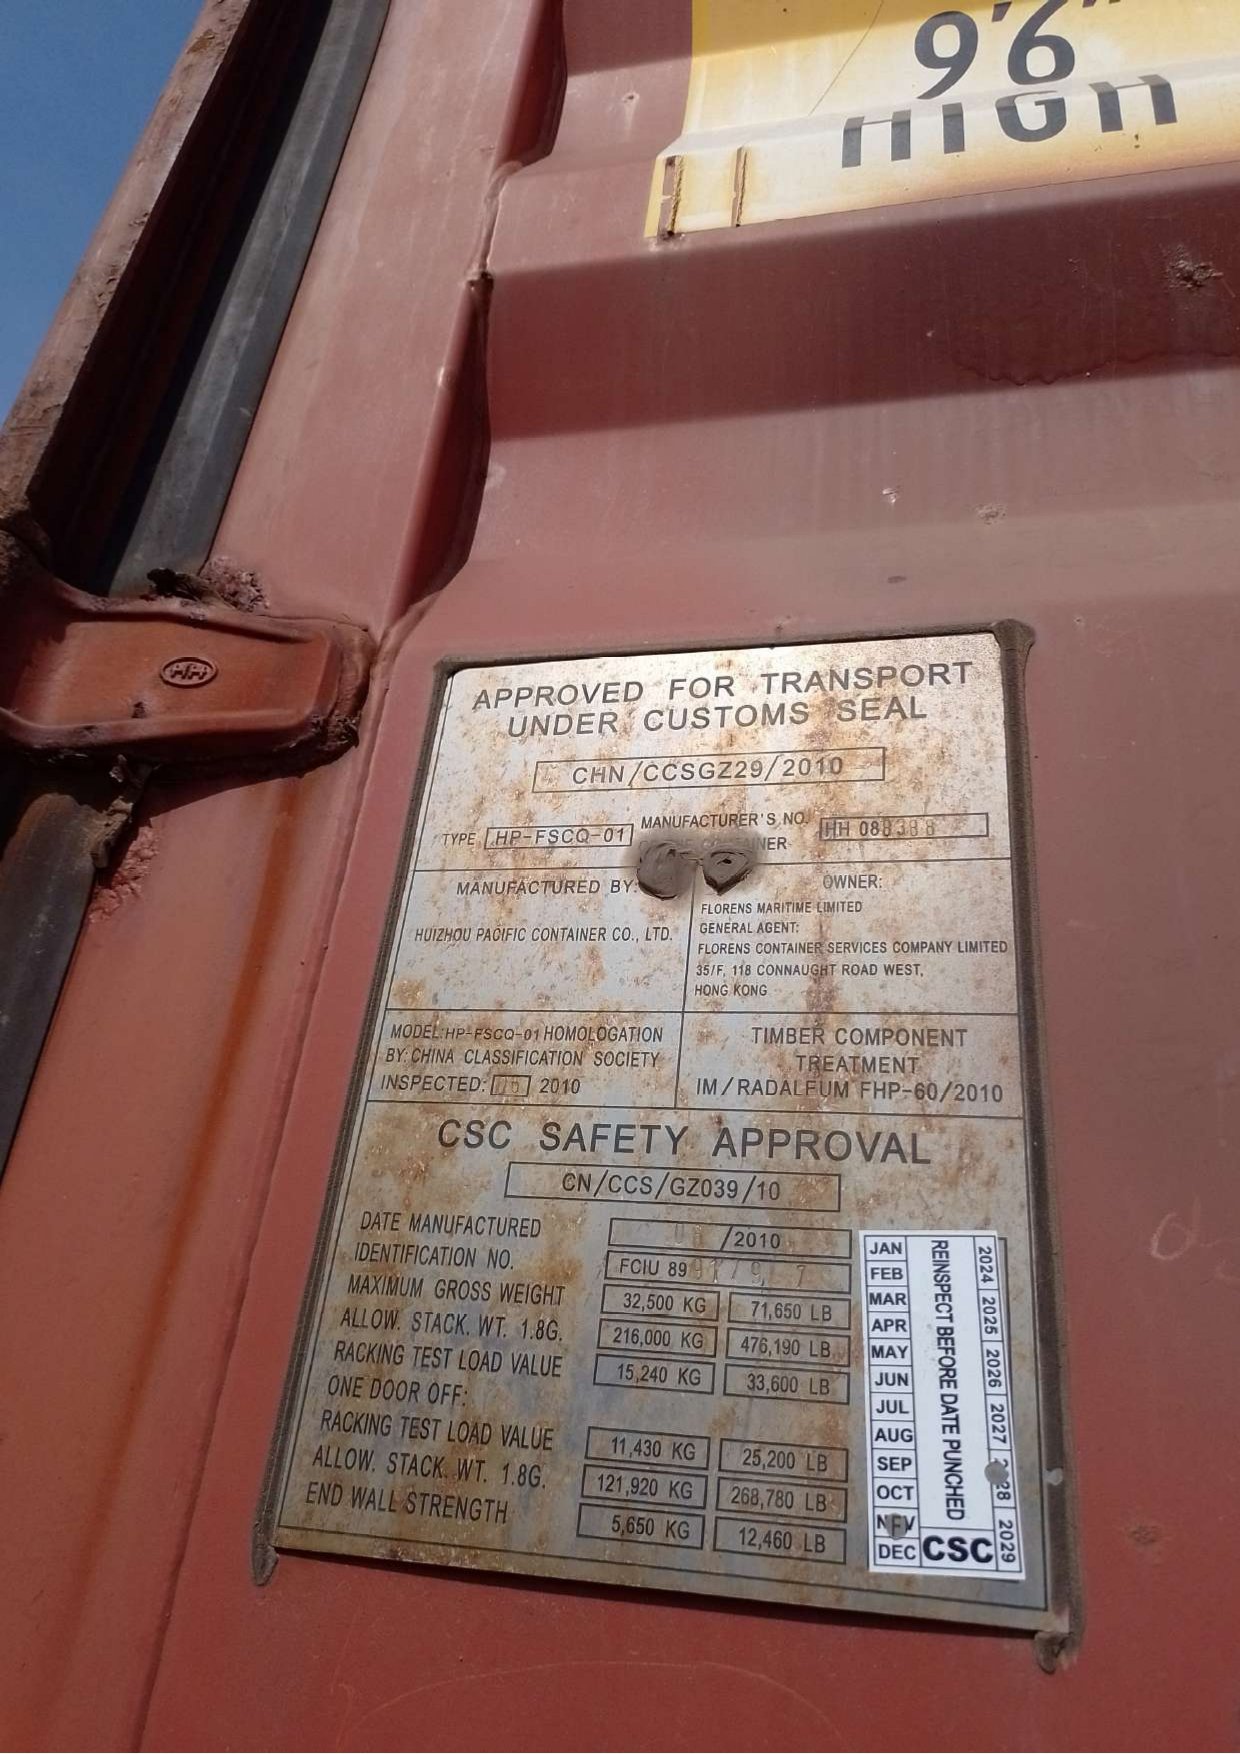 9'6"
HIGH
HH
APPROVED FOR TRANSPORT
UNDER CUSTOMS SEAL
CHN/CCSGZ29/2010
TYPE HP-FSCQ-01 MANUFACTURER'S NO.
HH 088388
MANUFACTURED BY:
HUIZHOU PACIFIC CONTAINER CO., LTD.
OWNER:
FLORENS MARITIME LIMITED
GENERAL AGENT:
FLORENS CONTAINER SERVICES COMPANY LIMITED
35/F, 118 CONNAUGHT ROAD WEST,
HONG KONG
MODEL:HP-FSCQ-01 HOMOLOGATION
BY:CHINA CLASSIFICATION SOCIETY
INSPECTED: 2010
TIMBER COMPONENT
TREATMENT
IM/RADALEUM FHP-60/2010
CSC SAFETY APPROVAL
CN/CCS/GZ039/10
DATE MANUFACTURED /2010
IDENTIFICATION NO. FCIU 89
MAXIMUM GROSS WEIGHT 32,500 KG 71,650 LB
ALLOW. STACK. WT. 1.8G. 216,000 KG 476,190 LB
RACKING TEST LOAD VALUE 15,240 KG 33,600 LB
ONE DOOR OFF:
RACKING TEST LOAD VALUE 11,430 KG 25,200 LB
ALLOW. STACK. WT. 1.8G. 121,920 KG 268,780 LB
END WALL STRENGTH 5,650 KG 12,460 LB
JAN
FEB
MAR
APR
MAY
JUN
JUL
AUG
SEP
OCT
DEC
REINSPECT BEFORE DATE PUNCHED
CSC
2024 2025 2026 2027 2028 2029